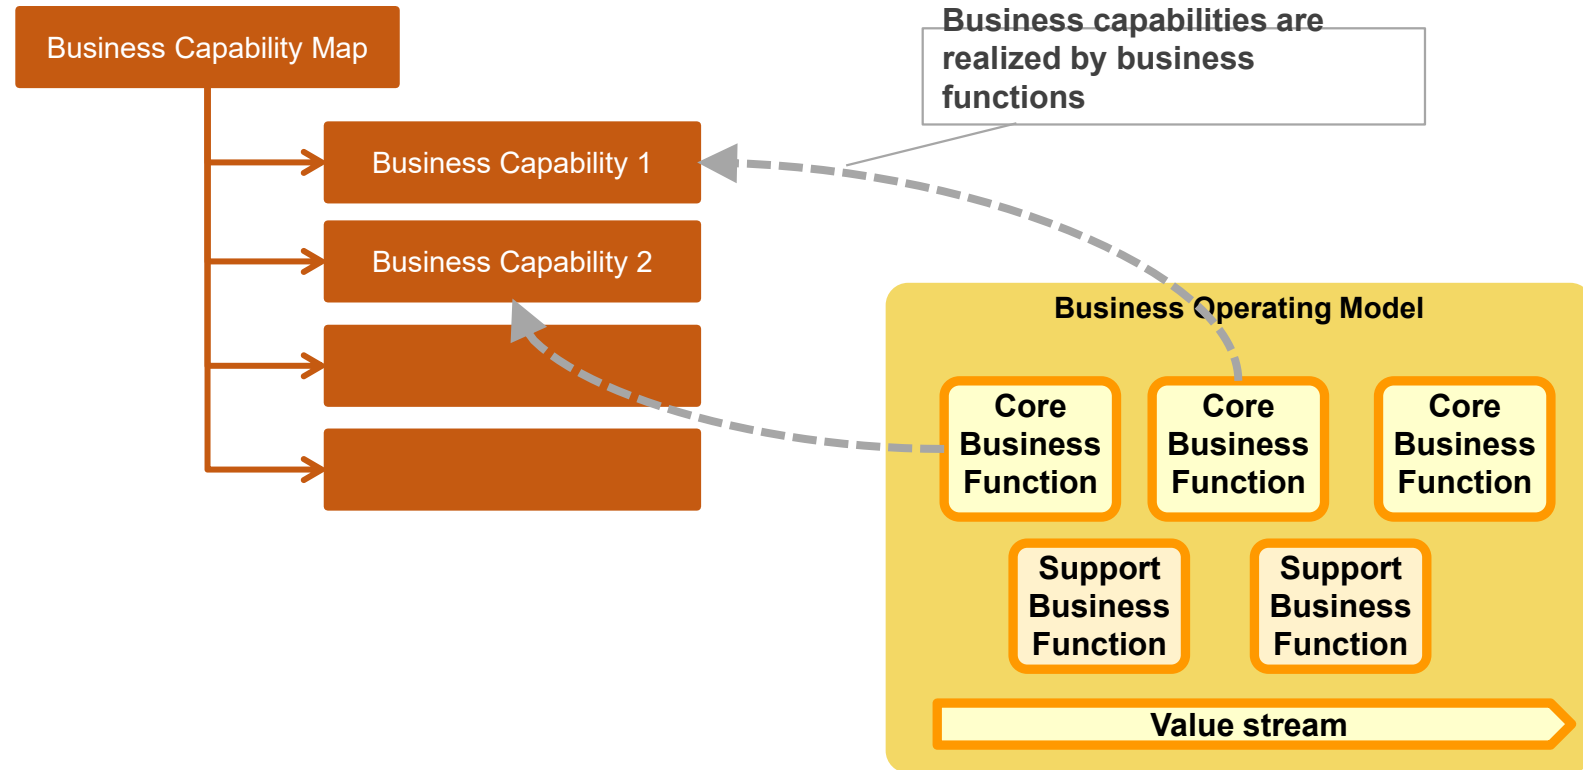 Business Capability Map
Business capabilities are
realized by business
functions
Business Capability 1
Business Capability 2
Business Operating Model
Core
Business
Function
Core
Business
Function
Core
Business
Function
Support
Business
Function
Support
Business
Function
Value stream